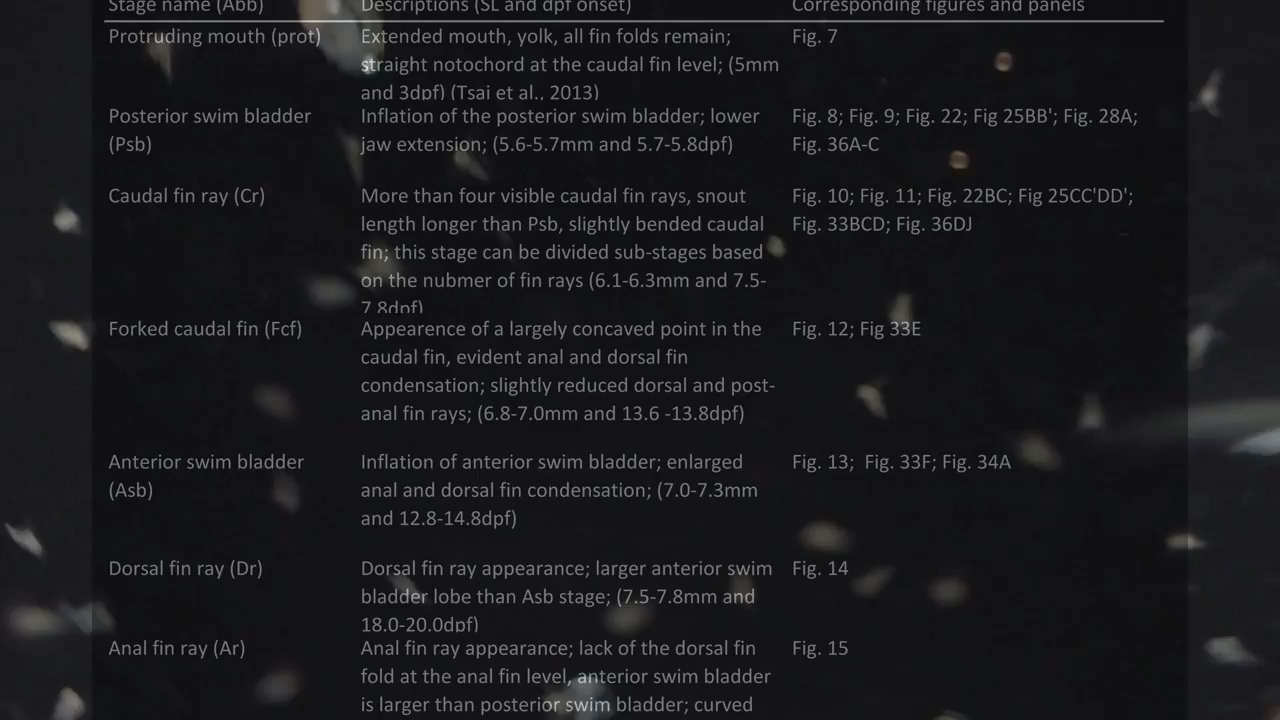 Stage name (Abb) Descriptions (SL and dpf onset) Corresponding figures and panels
Protruding mouth (prot) Extended mouth, yolk, all fin folds remain; Fig. 7
straight notochord at the caudal fin level; (5mm
and 3dpf) (Tsai et al., 2013)
Posterior swim bladder Inflation of the posterior swim bladder; lower Fig. 8; Fig. 9; Fig. 22; Fig 25BB'; Fig. 28A;
(Psb) jaw extension; (5.6-5.7mm and 5.7-5.8dpf) Fig. 36A-C
Caudal fin ray (Cr) More than four visible caudal fin rays, snout Fig. 10; Fig. 11; Fig. 22BC; Fig 25CC'DD';
length longer than Psb, slightly bended caudal Fig. 33BCD; Fig. 36DJ
fin; this stage can be divided sub-stages based
on the nubmer of fin rays (6.1-6.3mm and 7.5-
7.8dpf)
Forked caudal fin (Fcf) Appearence of a largely concaved point in the Fig. 12; Fig 33E
caudal fin, evident anal and dorsal fin
condensation; slightly reduced dorsal and post-
anal fin rays; (6.8-7.0mm and 13.6 -13.8dpf)
Anterior swim bladder Inflation of anterior swim bladder; enlarged Fig. 13;  Fig. 33F; Fig. 34A
(Asb) anal and dorsal fin condensation; (7.0-7.3mm
and 12.8-14.8dpf)
Dorsal fin ray (Dr) Dorsal fin ray appearance; larger anterior swim Fig. 14
bladder lobe than Asb stage; (7.5-7.8mm and
18.0-20.0dpf)
Anal fin ray (Ar) Anal fin ray appearance; lack of the dorsal fin Fig. 15
fold at the anal fin level, anterior swim bladder
is larger than posterior swim bladder; curved